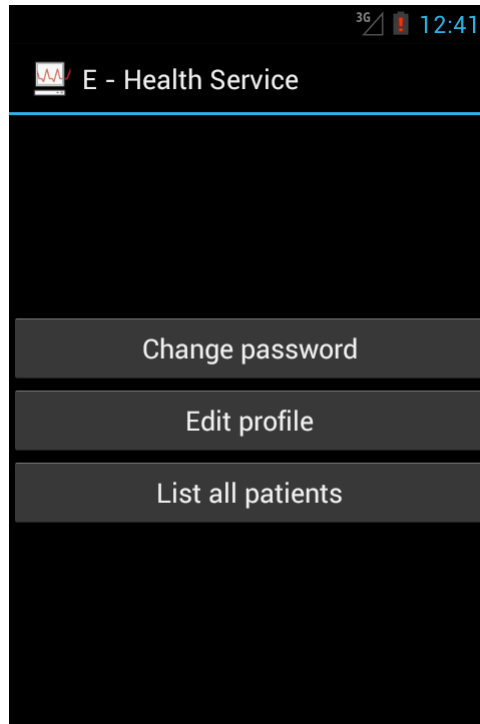 3G 12:41
E - Health Service
Change password
Edit profile
List all patients